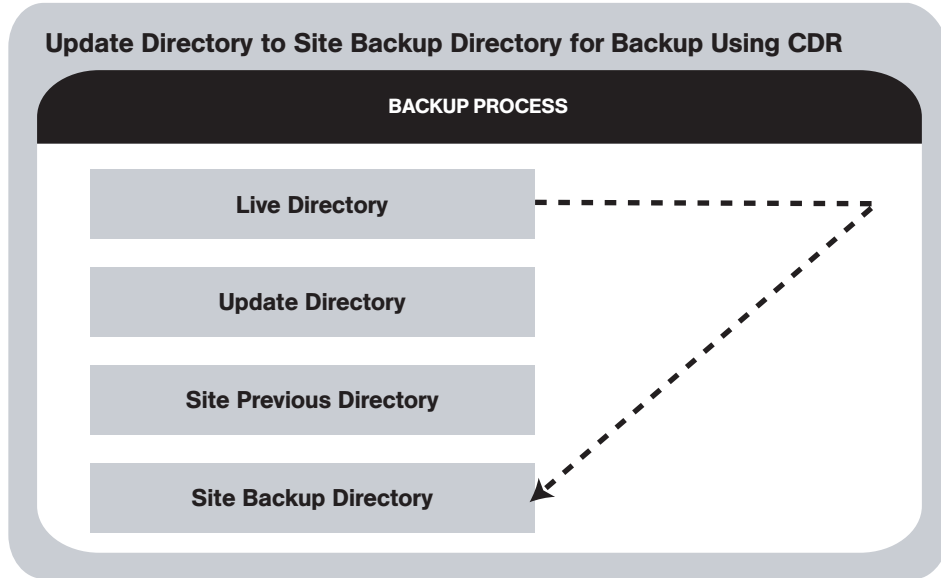 Update Directory to Site Backup Directory for Backup Using CDR
BACKUP PROCESS
Live Directory
Update Directory
Site Previous Directory
Site Backup Directory